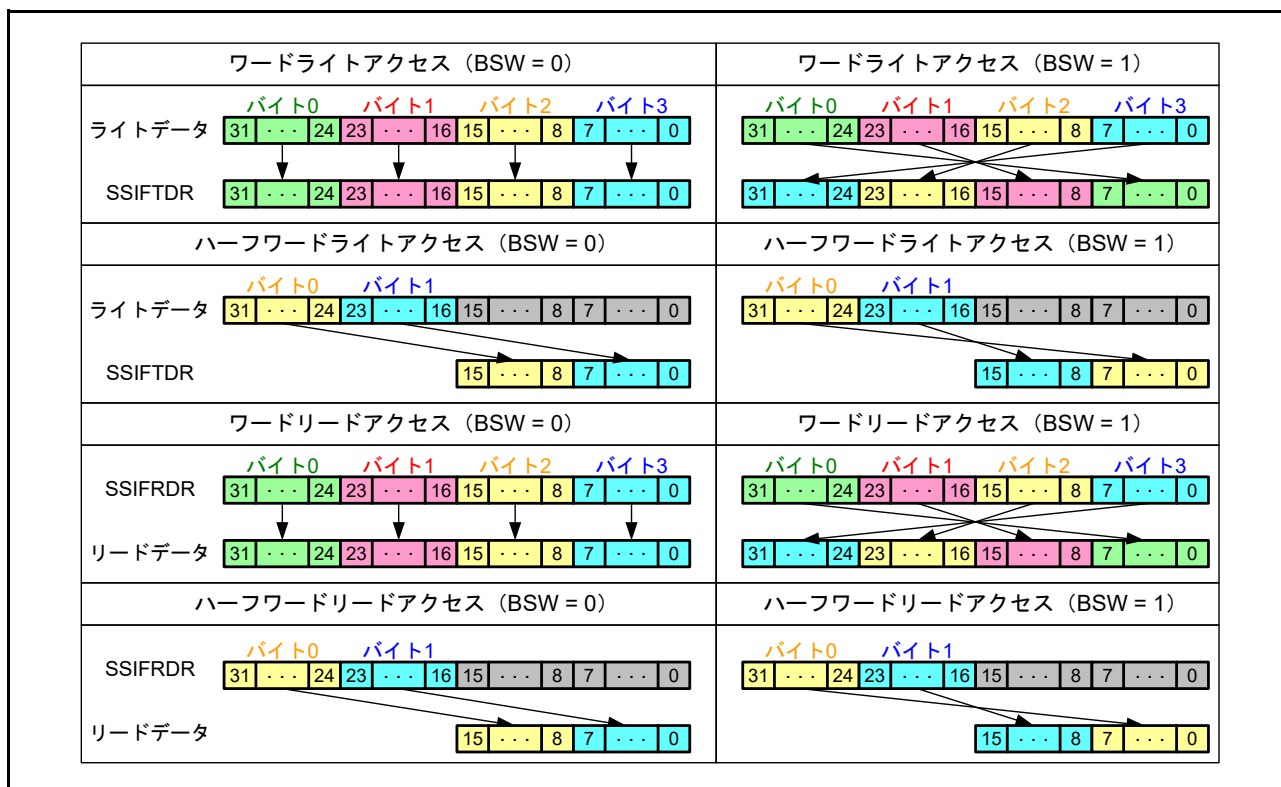 ワードライトアクセス（BSW = 0） ワードライトアクセス（BSW = 1）
バイト0 バイト1 バイト2 バイト3 バイト0 バイト1 バイト2 バイト3
ライトデータ 31 ··· 24 23 ··· 16 15 ··· 8 7 ··· 0 31 ··· 24 23 ··· 16 15 ··· 8 7 ··· 0
SSIFTDR 31 ··· 24 23 ··· 16 15 ··· 8 7 ··· 0 31 ··· 24 23 ··· 16 15 ··· 8 7 ··· 0
ハーフワードライトアクセス（BSW = 0） ハーフワードライトアクセス（BSW = 1）
バイト0 バイト1 バイト0 バイト1
ライトデータ 31 ··· 24 23 ··· 16 15 ··· 8 7 ··· 0 31 ··· 24 23 ··· 16 15 ··· 8 7 ··· 0
SSIFTDR 15 ··· 8 7 ··· 0 15 ··· 8 7 ··· 0
ワードリードアクセス（BSW = 0） ワードリードアクセス（BSW = 1）
バイト0 バイト1 バイト2 バイト3 バイト0 バイト1 バイト2 バイト3
SSIFRDR 31 ··· 24 23 ··· 16 15 ··· 8 7 ··· 0 31 ··· 24 23 ··· 16 15 ··· 8 7 ··· 0
リードデータ 31 ··· 24 23 ··· 16 15 ··· 8 7 ··· 0 31 ··· 24 23 ··· 16 15 ··· 8 7 ··· 0
ハーフワードリードアクセス（BSW = 0） ハーフワードリードアクセス（BSW = 1）
バイト0 バイト1 バイト0 バイト1
SSIFRDR 31 ··· 24 23 ··· 16 15 ··· 8 7 ··· 0 31 ··· 24 23 ··· 16 15 ··· 8 7 ··· 0
リードデータ 15 ··· 8 7 ··· 0 15 ··· 8 7 ··· 0